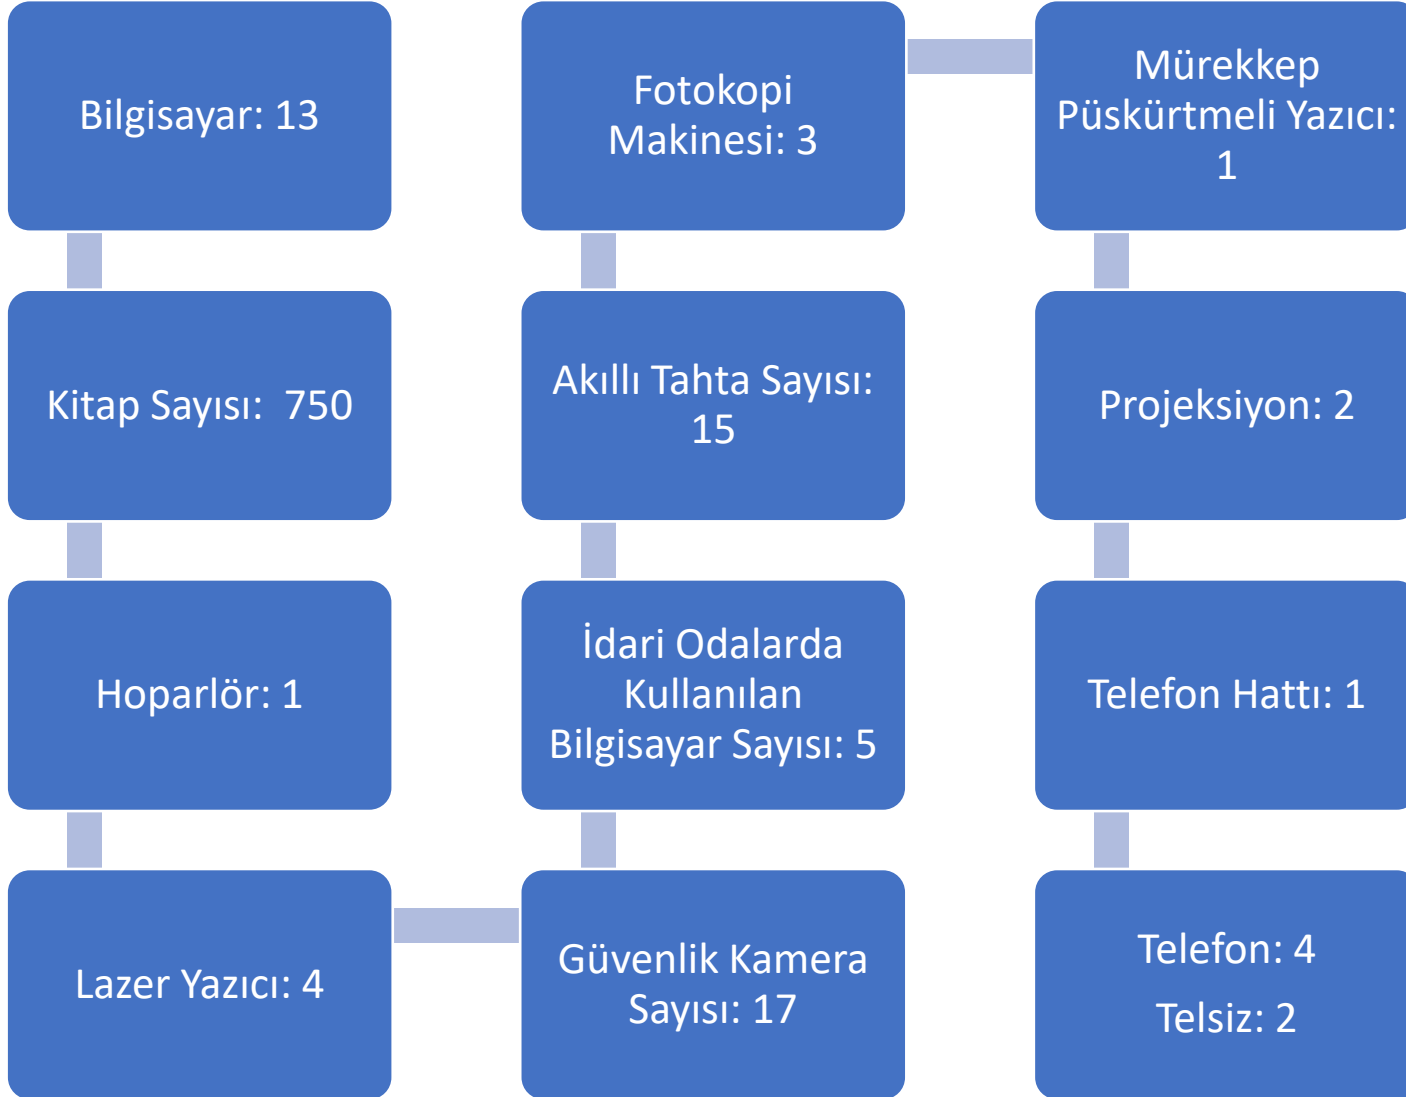 Bilgisayar: 13
Kitap Sayısı:  750
Hoparlör: 1
Lazer Yazıcı: 4
Güvenlik Kamera
Sayısı: 17
İdari Odalarda
Kullanılan
Bilgisayar Sayısı: 5
Akıllı Tahta Sayısı:
15
Fotokopi
Makinesi: 3
Mürekkep
Püskürtmeli Yazıcı:
1
Projeksiyon: 2
Telefon Hattı: 1
Telefon: 4
Telsiz: 2